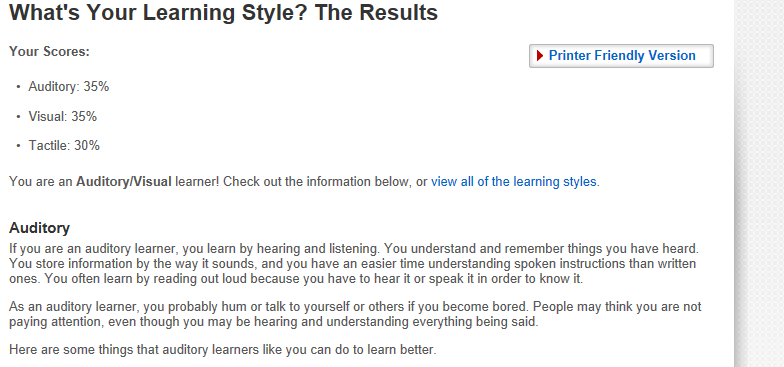 What's Your Learning Style? The Results
Your Scores:
Printer Friendly Version
• Auditory: 35%
• Visual: 35%
• Tactile: 30%
You are an Auditory/Visual learner! Check out the information below, or view all of the learning styles.
Auditory
If you are an auditory learner, you learn by hearing and listening. You understand and remember things you have heard.
You store information by the way it sounds, and you have an easier time understanding spoken instructions than written
ones. You often learn by reading out loud because you have to hear it or speak it in order to know it.
As an auditory learner, you probably hum or talk to yourself or others if you become bored. People may think you are not
paying attention, even though you may be hearing and understanding everything being said.
Here are some things that auditory learners like you can do to learn better.